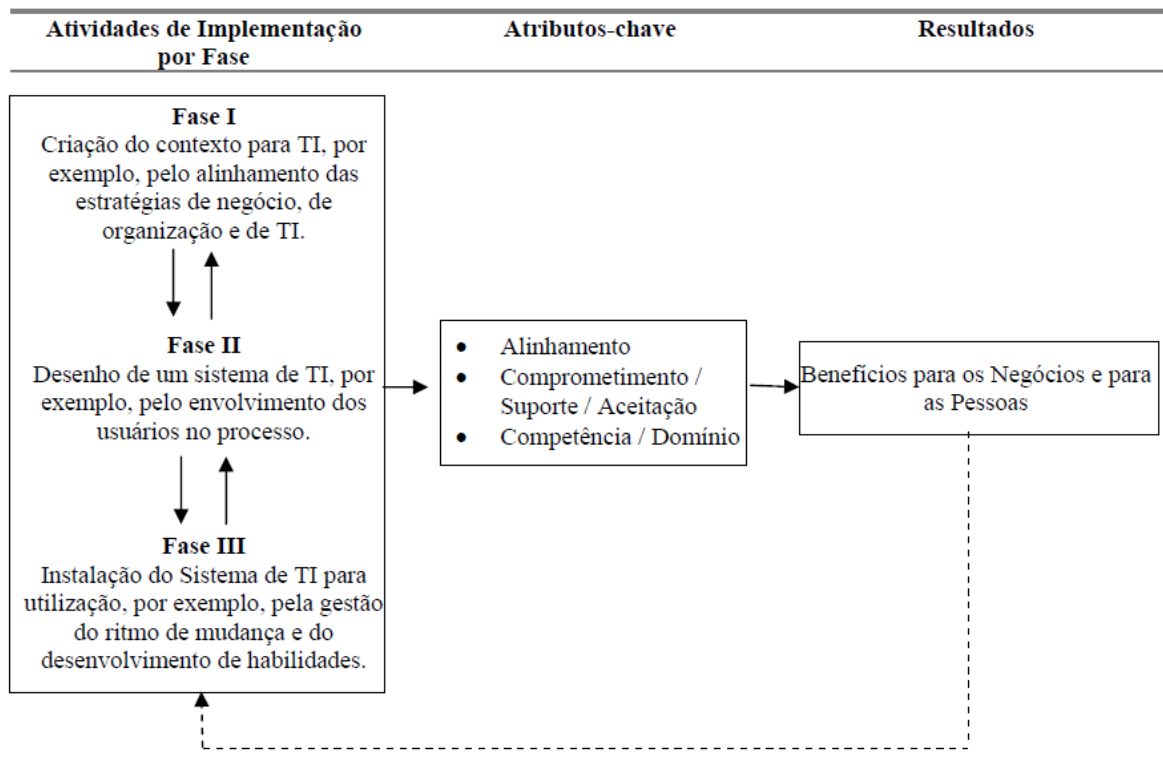 Atividades de Implementação
por Fase
Atributos-chave
Resultados
Fase I
Criação do contexto para TI, por
exemplo, pelo alinhamento das
estratégias de negócio, de
organização e de TI.
Fase II
Desenho de um sistema de TI, por
exemplo, pelo envolvimento dos
usuários no processo.
Fase III
Instalação do Sistema de TI para
utilização, por exemplo, pela gestão
do ritmo de mudança e do
desenvolvimento de habilidades.
• Alinhamento
• Comprometimento /
Suporte / Aceitação
• Competência / Domínio
Benefícios para os Negócios e para
as Pessoas